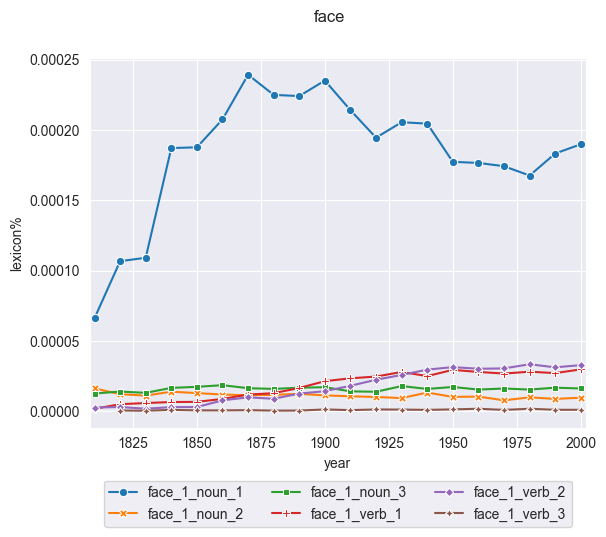 face
0.00025
0.00020
0.00015
0.00010
0.00005
0.00000
lexicon%
1825 1850 1875 1900 1925 1950 1975 2000
year
face_1_noun_1 face_1_noun_3 face_1_verb_2
face_1_noun_2 face_1_verb_1 face_1_verb_3